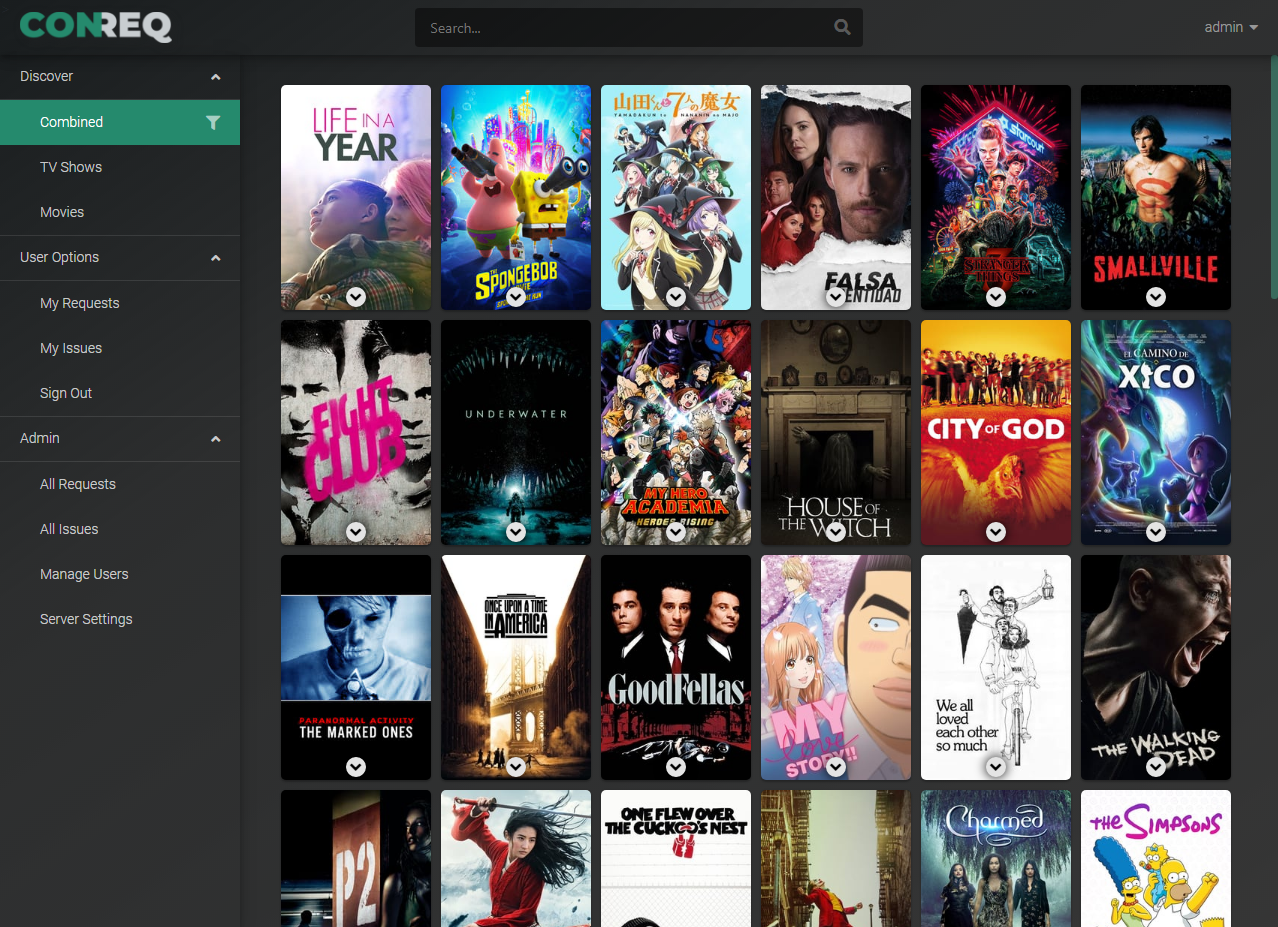 CONREQ
Search...
admin
Discover
Combined
TV Shows
Movies
User Options
My Requests
My Issues
Sign Out
Admin
All Requests
All Issues
Manage Users
Server Settings
LIFE IN A
YEAR
THE
SPONGEBOB
山田くんと7人の魔女
YAMADAKUN to NANANIN no MAJO
FALSA
ENTIDAD
starcourt
STRANGER
THINGS
SMALLVILLE
FIGHT
CLUB
UNDERWATER
MY HERO
ACADEMIA
HEROES RISING
HOUSE OF
THE WITCH
CITY OF GOD
EL CAMINO DE
XICO
PARANORMAL ACTIVITY
THE MARKED ONES
ONCE UPON A TIME
IN AMERICA
GOODFELLAS
MY
Love
STORY!!
We all
loved
each other
so much
THE WALKING
DEAD
P2
ONE FLEW OVER
THE CUCKOO'S NEST
Charmed
THE SIMPSONS